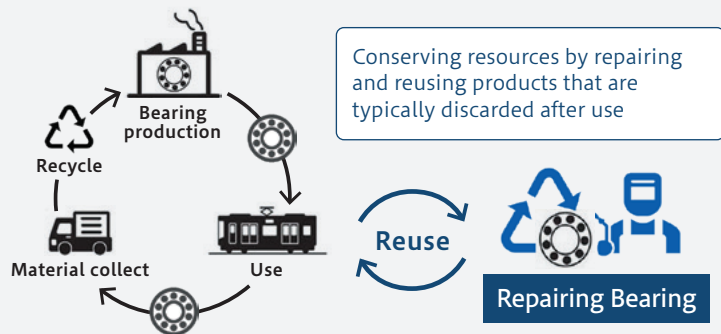 Conserving resources by repairing
and reusing products that are
typically discarded after use
Bearing
production
Recycle
Material collect
Use
Reuse
Repairing Bearing